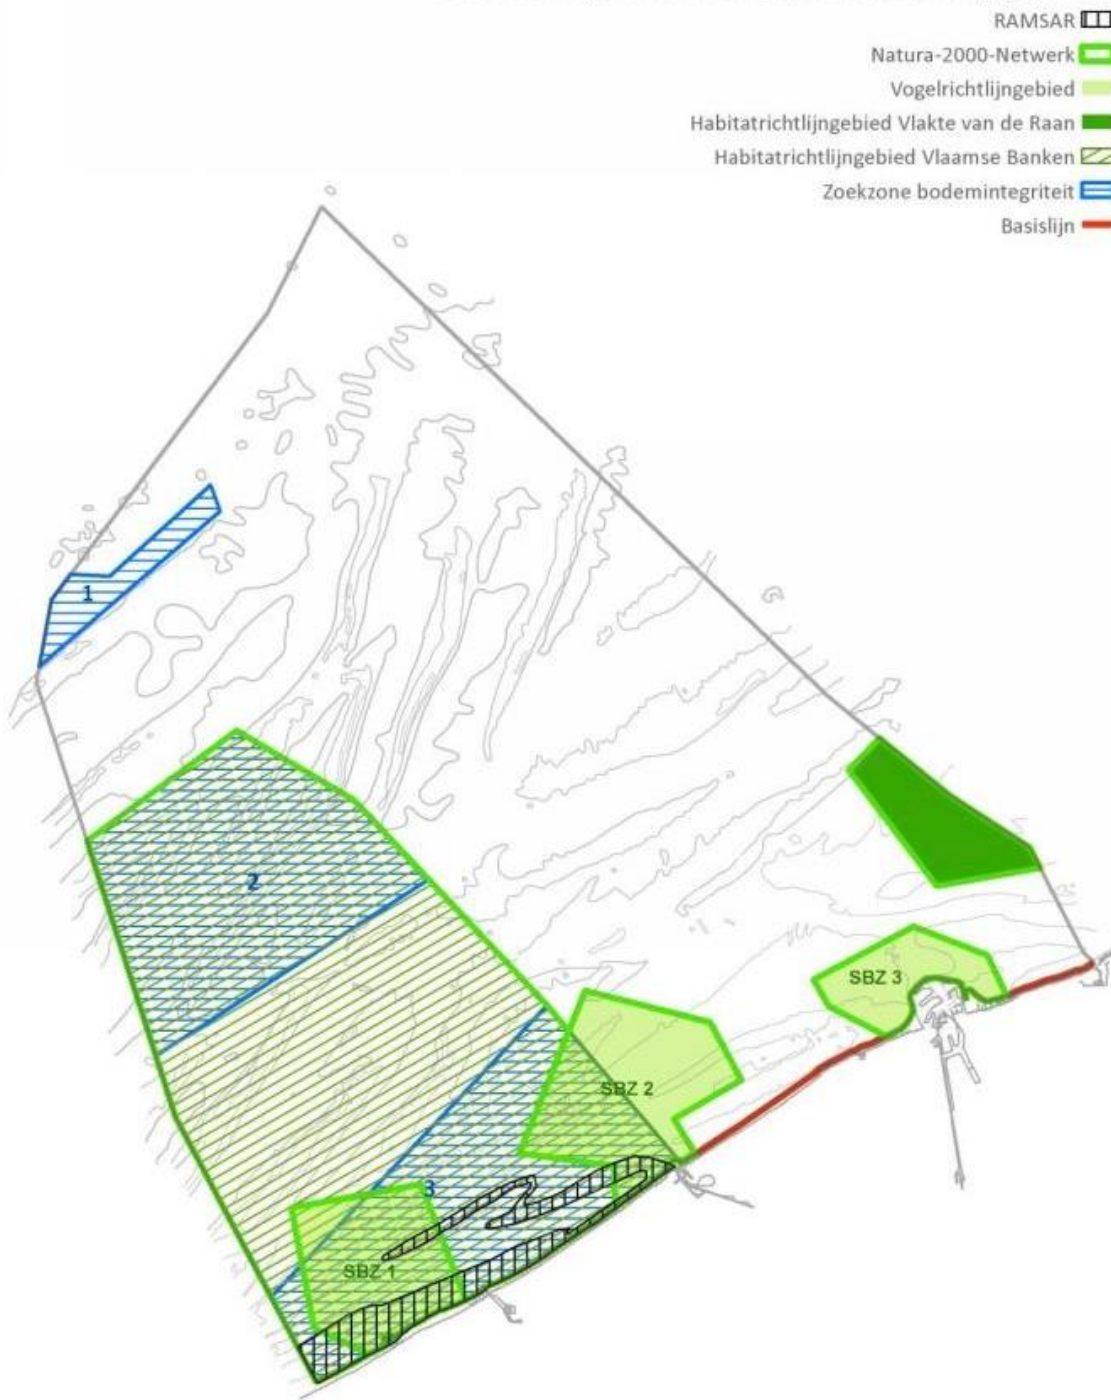 RAMSAR
Natura-2000-Netwerk
Vogelrichtlijngebied
Habitatrichtlijngebied Vlakte van de Raan
Habitatrichtlijngebied Vlaamse Banken
Zoekzone bodemintegriteit
Basislijn
1
2
SBZ 3
SBZ 2
3
SBZ 1